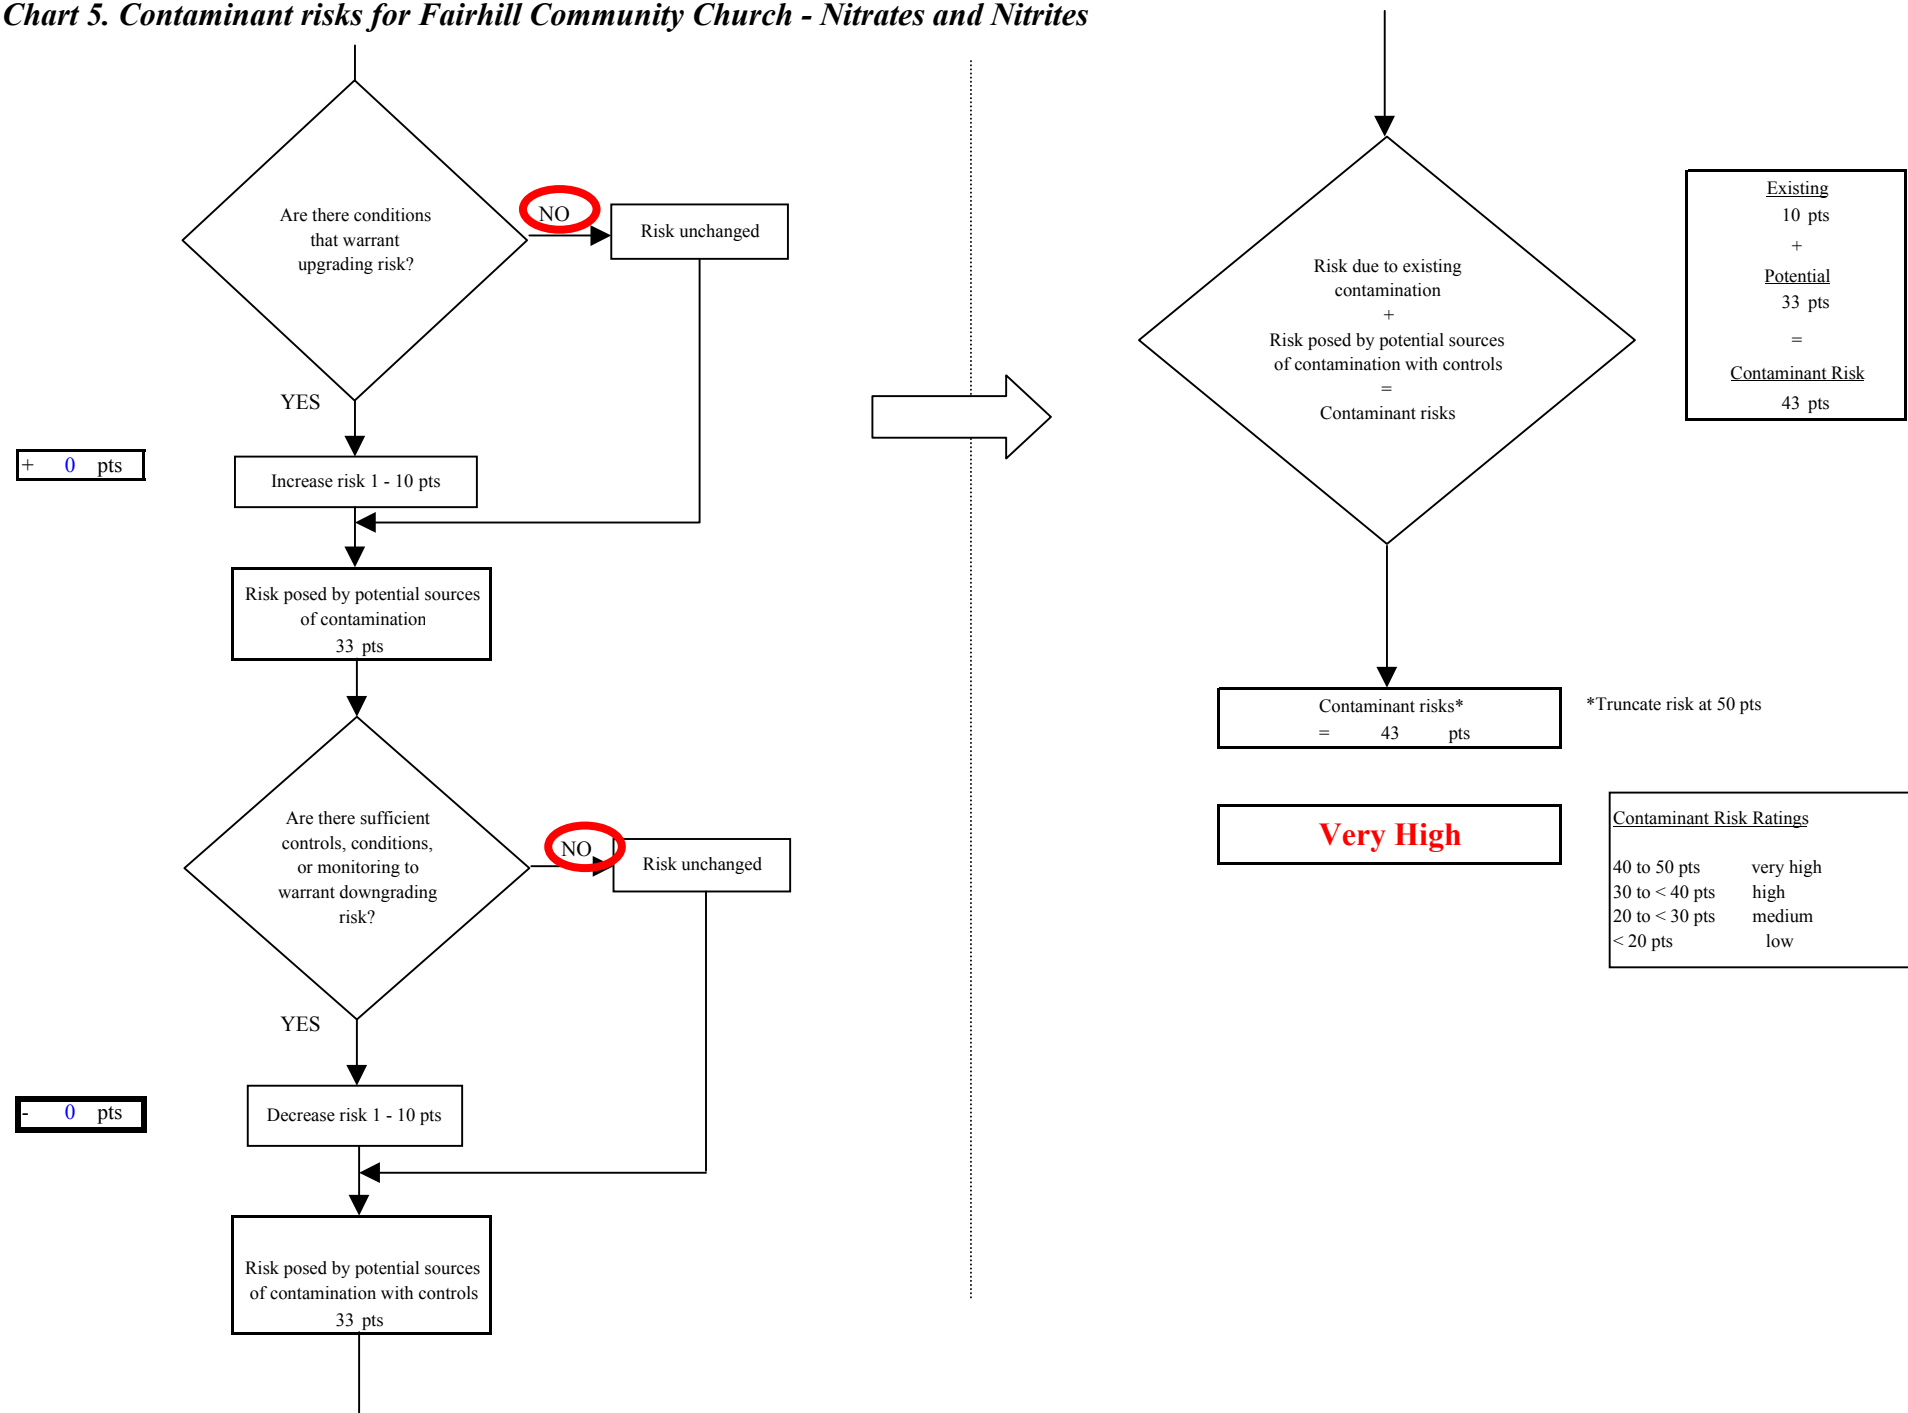 Chart 5. Contaminant risks for Fairhill Community Church - Nitrates and Nitrites
Are there conditions
that warrant
upgrading risk?
NO
Risk unchanged
YES
+ 0 pts
Increase risk 1 - 10 pts
Risk posed by potential sources
of contamination
33 pts
Are there sufficient
controls, conditions,
or monitoring to
warrant downgrading
risk?
NO
Risk unchanged
YES
- 0 pts
Decrease risk 1 - 10 pts
Risk posed by potential sources
of contamination with controls
33 pts
Risk due to existing
contamination
+
Risk posed by potential sources
of contamination with controls
=
Contaminant risks
Existing
10 pts
+
Potential
33 pts
=
Contaminant Risk
43 pts
Contaminant risks*
= 43 pts
*Truncate risk at 50 pts
Very High
Contaminant Risk Ratings
40 to 50 pts very high
30 to < 40 pts high
20 to < 30 pts medium
< 20 pts low